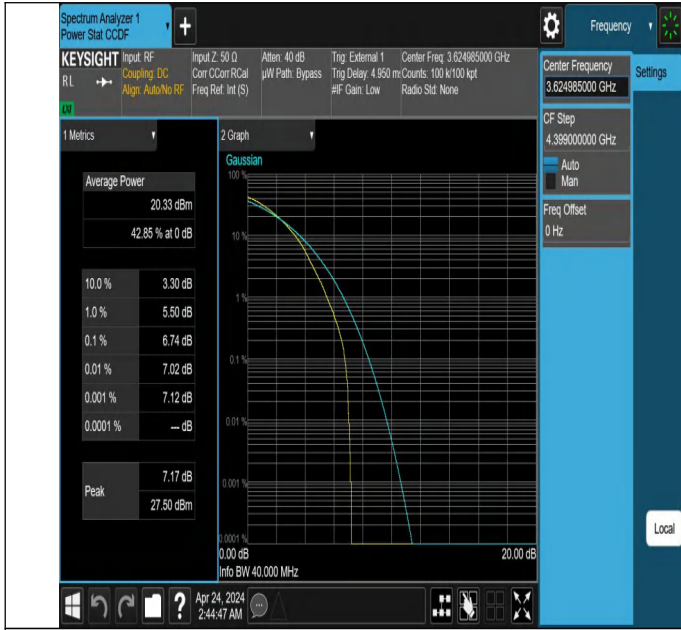 Spectrum Analyzer 1
Power Stat CCDF
+
Frequency
KEYSIGHT
RL
LXI
Input: RF
Coupling: DC
Align: Auto/No RF
Input Z: 50 Ω
Corr CCorr RCal
Freq Ref: Int (S)
Atten: 40 dB
µW Path: Bypass
Trig: External 1
Trig Delay: 4.950 m
#IF Gain: Low
Center Freq: 3.624985000 GHz
Counts: 100 k/100 kpt
Radio Std: None
Center Frequency
3.624985000 GHz
Settings
CF Step
4.399000000 GHz
Auto
Man
Freq Offset
0 Hz
1 Metrics
Average Power
20.33 dBm
42.85 % at 0 dB
10.0 % 3.30 dB
1.0 % 5.50 dB
0.1 % 6.74 dB
0.01 % 7.02 dB
0.001 % 7.12 dB
0.0001 % --- dB
Peak
7.17 dB
27.50 dBm
2 Graph
Gaussian
100 %
10 %
1 %
0.1 %
0.01 %
0.001 %
0.0001 %
0.00 dB 20.00 dB
Info BW 40.000 MHz
Local
?
Apr 24, 2024
2:44:47 AM